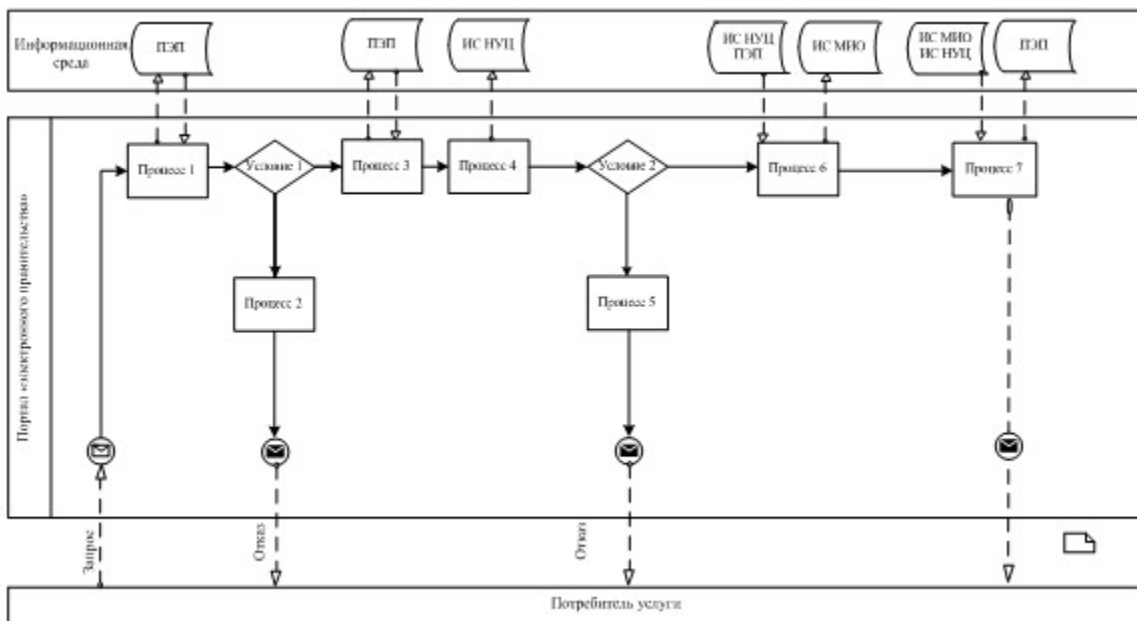 Информационная
среда
ПЭП
ПЭП
ИС НУЦ
ИС НУЦ
ПЭП
ИС МИО
ИС МИО
ИС НУЦ
ПЭП
Портал «электронного правительства»
Процесс 1
Условие 1
Процесс 3
Процесс 4
Условие 2
Процесс 6
Процесс 7
Процесс 2
Процесс 5
Запрос
Отказ
Отказ
Потребитель услуги